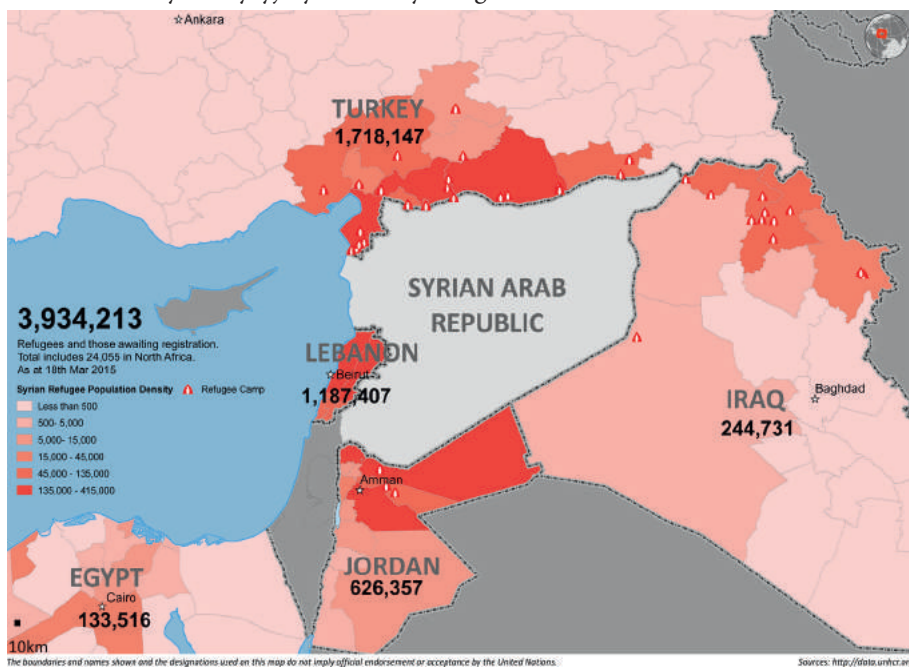 Ankara
TURKEY
1,718,147
SYRIAN ARAB
REPUBLIC
3,934,213
Refugees and those awaiting registration.
Total includes 24,055 in North Africa.
As at 18th Mar 2015
Syrian Refugee Population Density
Refugee Camp
Less than 500
500- 5,000
5,000- 15,000
15,000 - 45,000
45,000 - 135,000
135,000 - 415,000
LEBANON
Beirut
1,187,407
Baghdad
IRAQ
244,731
Amman
JORDAN
626,357
EGYPT
Cairo
133,516
10km
The boundaries and names shown and the designations used on this map do not imply official endorsement or acceptance by the United Nations.
Sources: http://data.unhcr.or